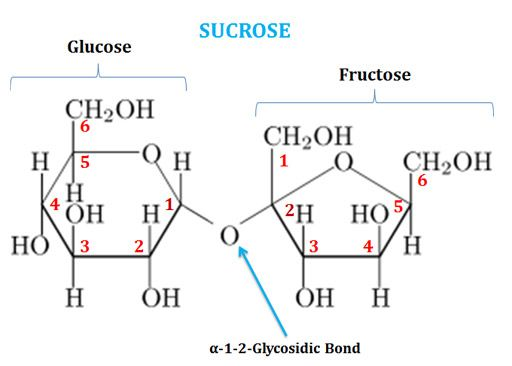 SUCROSE
Glucose
Fructose
CH₂OH
6
CH₂OH
1
CH₂OH
6
H
5
O
H
O
4
H
OH
H
1
2
H
HO
5
HO
3
2
O
3
4
H
H
OH
OH
H
α-1-2-Glycosidic Bond